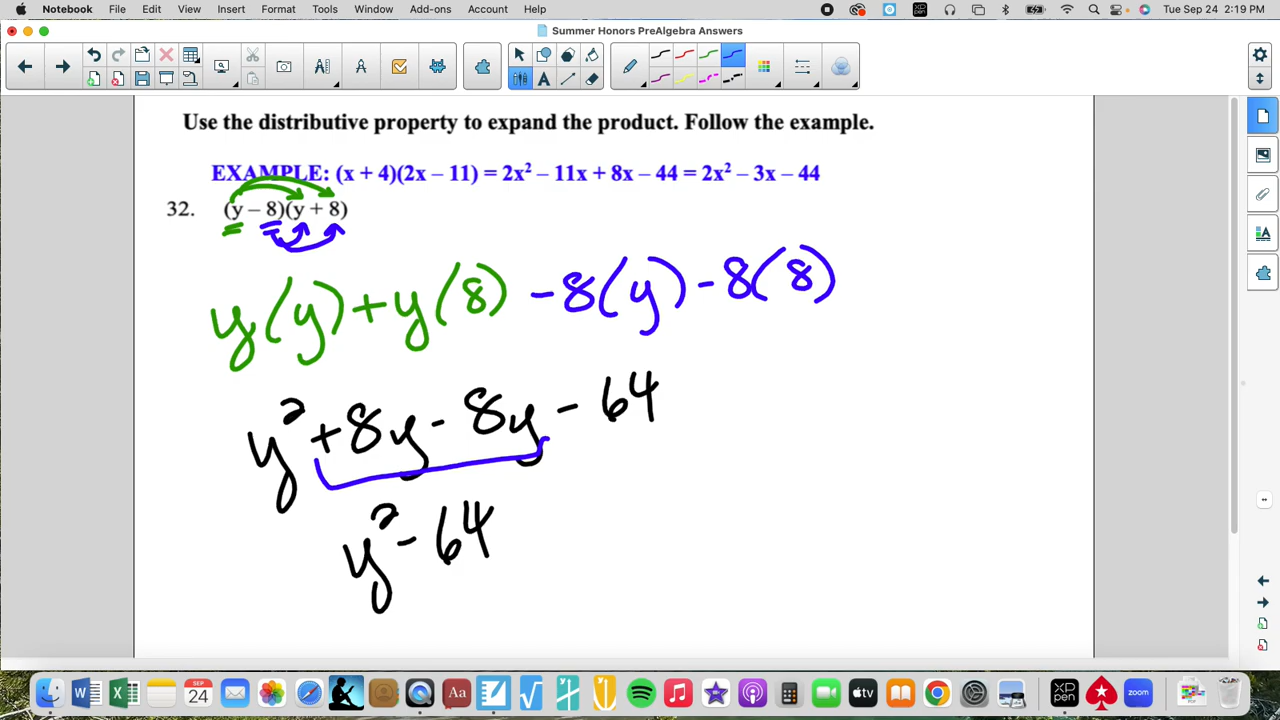 Notebook File Edit View Insert Format Tools Window Add-ons Account Help Tue Sep 24 2:19 PM
Summer Honors PreAlgebra Answers
Use the distributive property to expand the product. Follow the example.
EXAMPLE: (x + 4)(2x – 11) = 2x² – 11x + 8x – 44 = 2x² – 3x – 44
32. (y – 8)(y + 8)
y(y) + y(8) - 8(y) - 8(8)
y² + 8y - 8y - 64
y² - 64
SEP
24
zoom